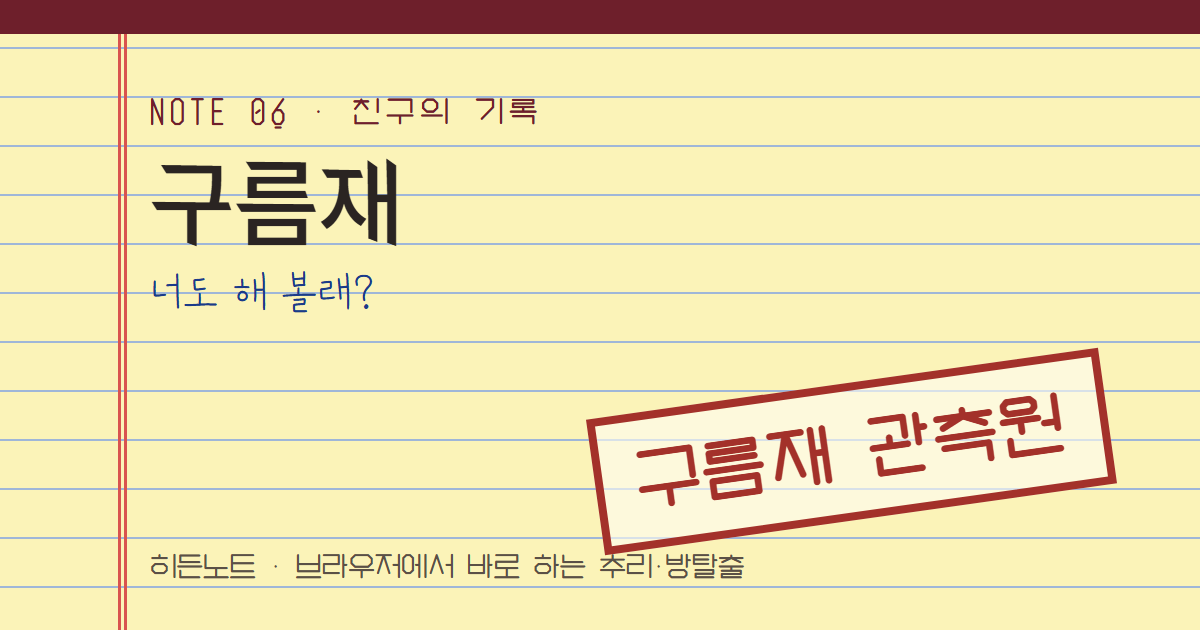 NOTE 06 · 친구의 기록
구름재
너도 해 볼래?
구름재 관측원
히든노트 · 브라우저에서 바로 하는 추리·방탈출